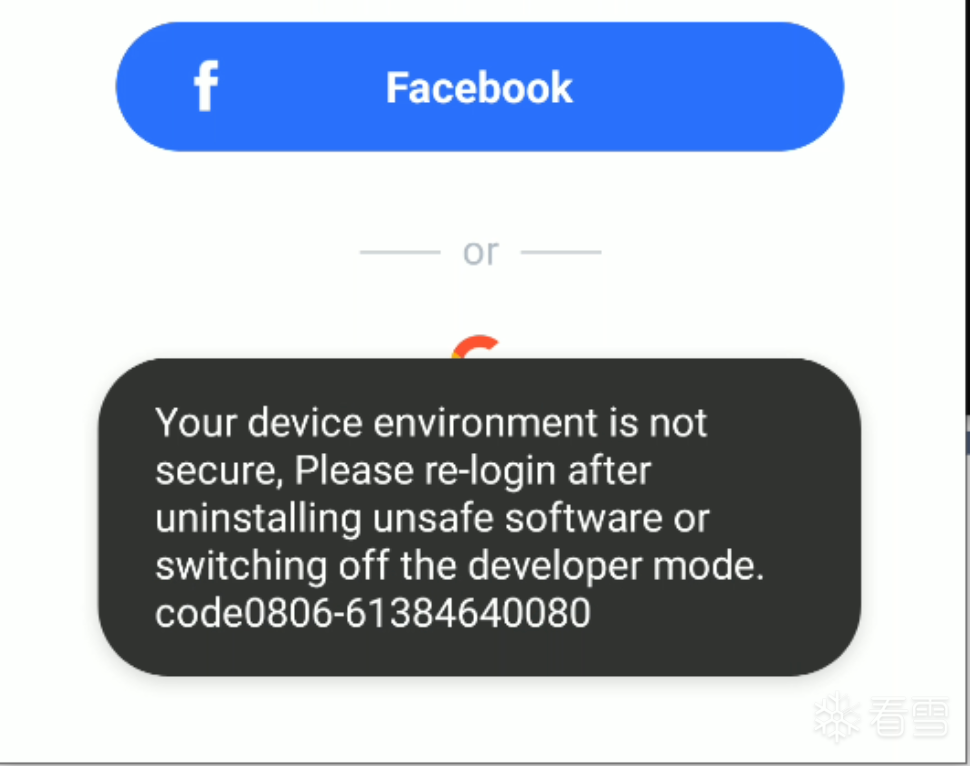 Facebook
or
Your device environment is not
secure, Please re-login after
uninstalling unsafe software or
switching off the developer mode.
code0806-61384640080
看雪